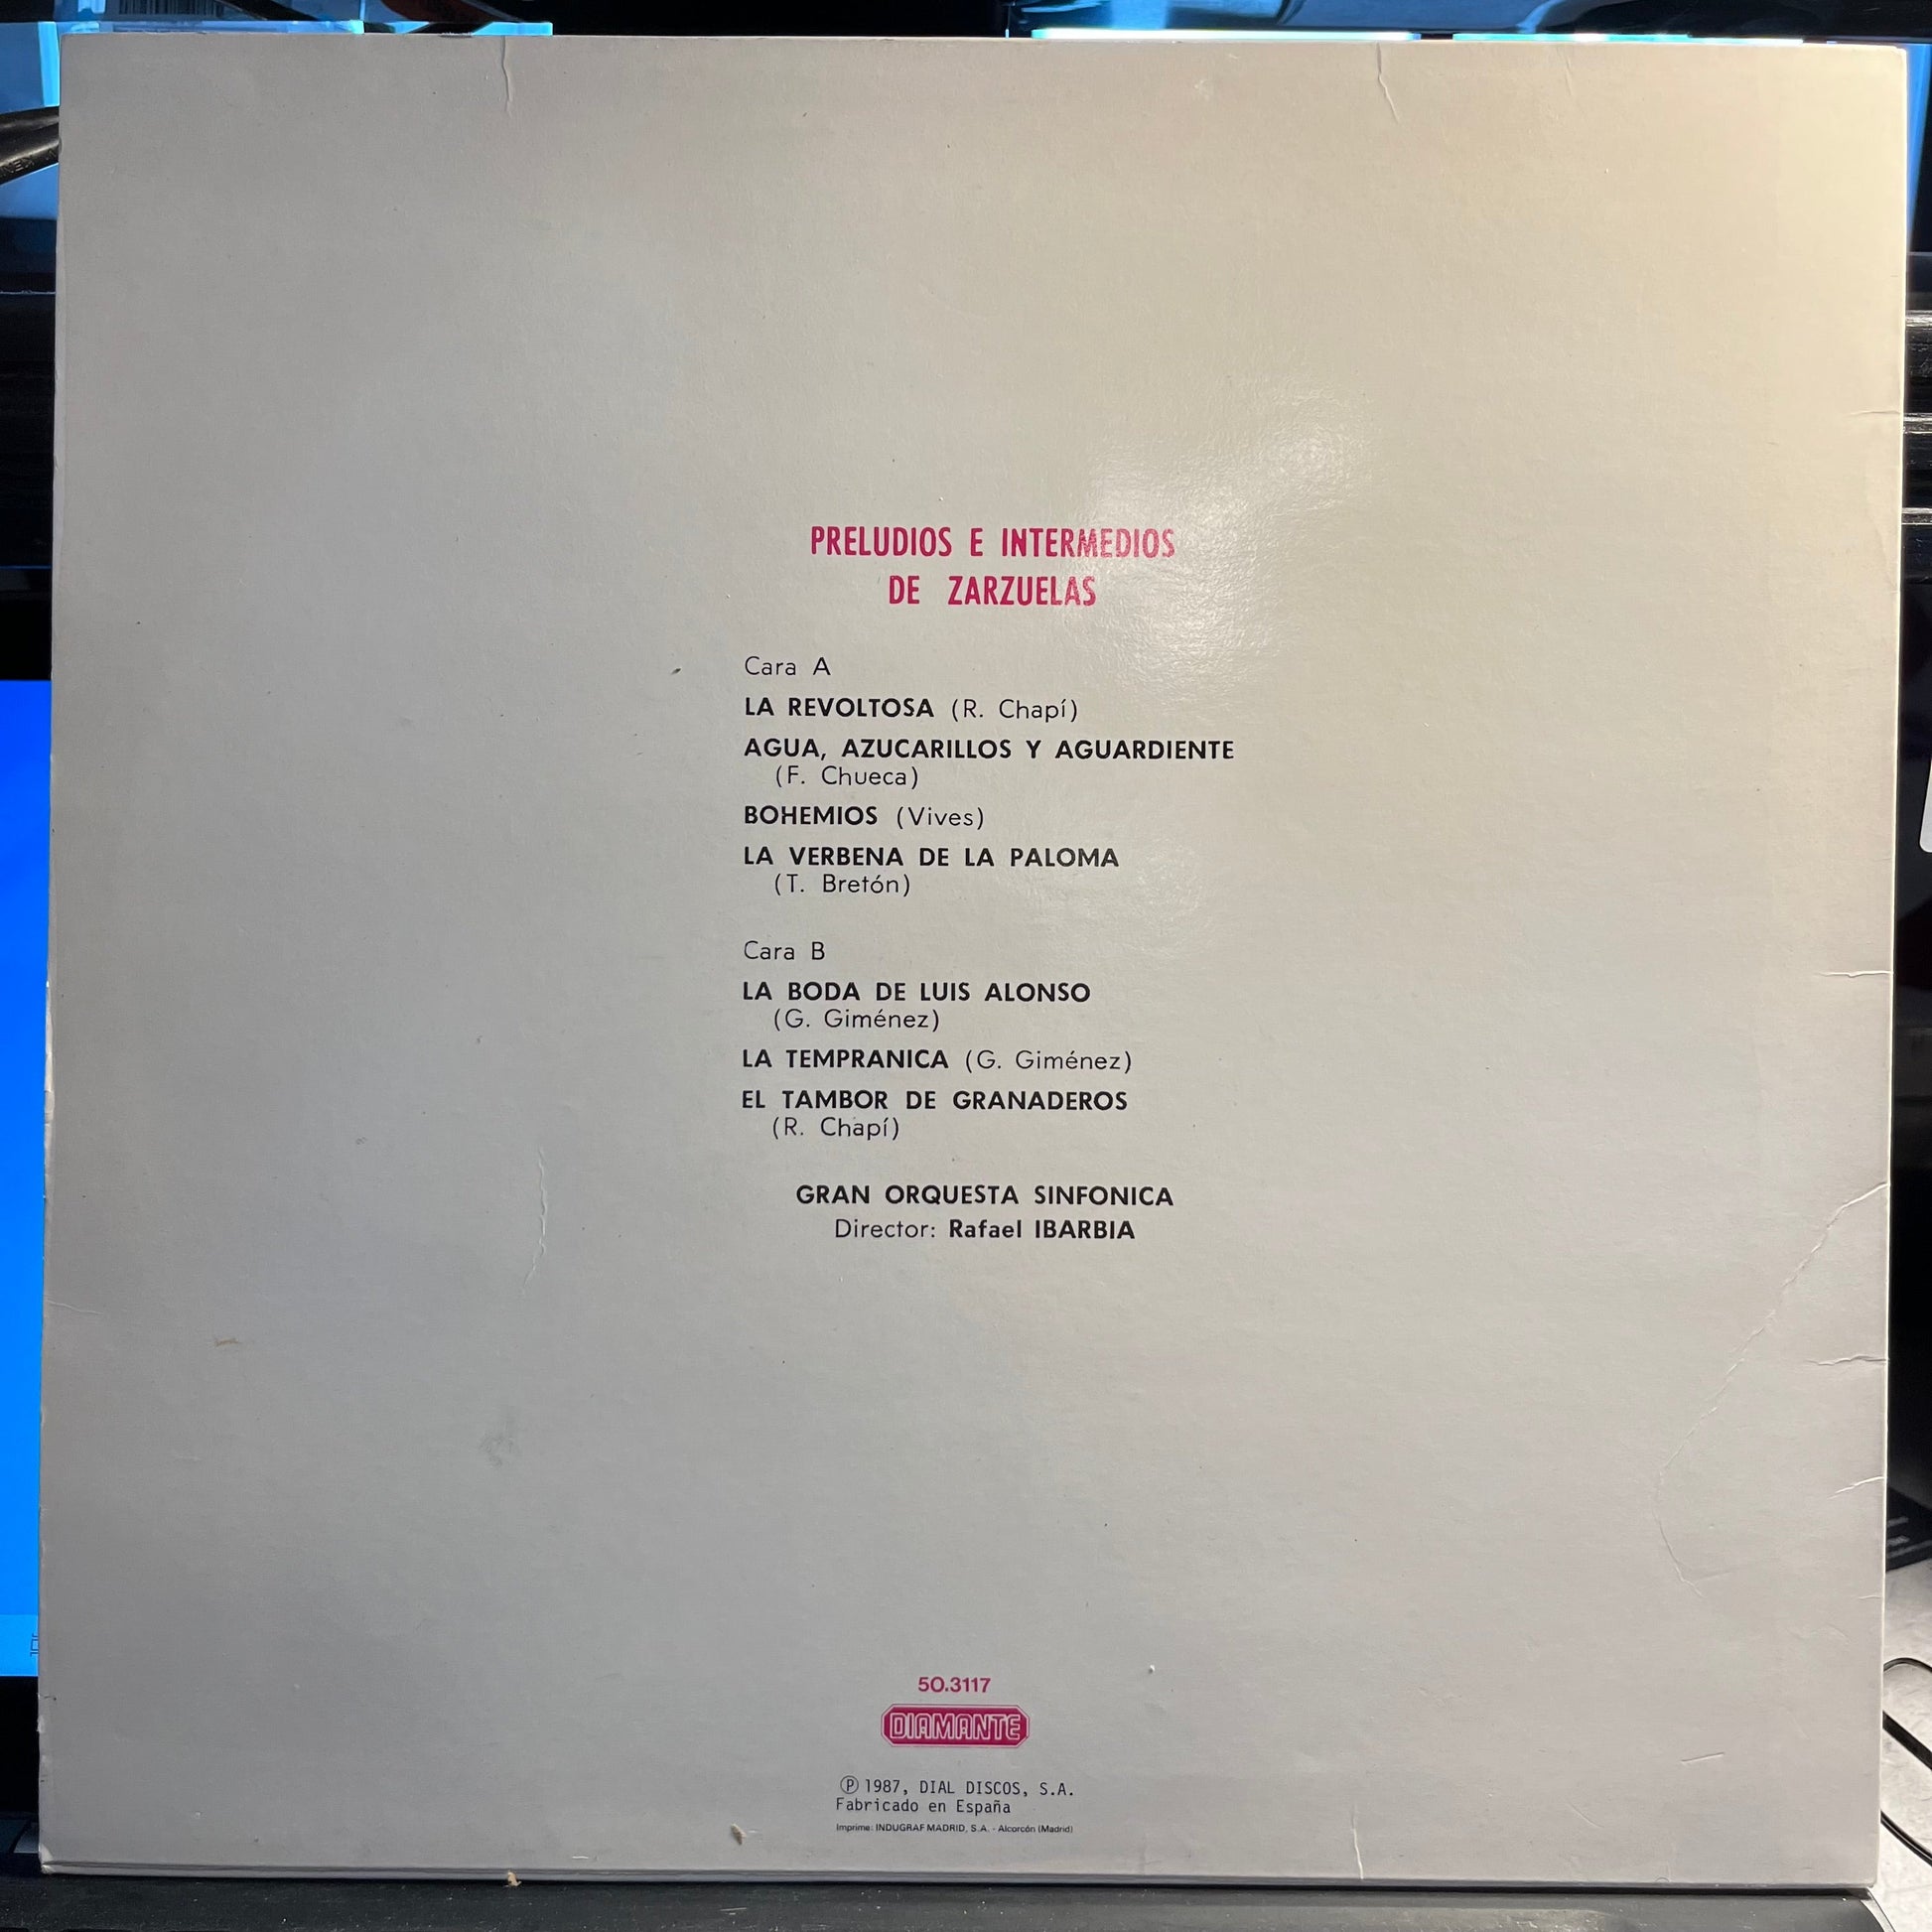 PRELUDIOS E INTERMEDIOS
DE ZARZUELAS
Cara A
LA REVOLTOSA (R. Chapí)
AGUA, AZUCARILLOS Y AGUARDIENTE
(F. Chueca)
BOHEMIOS (Vives)
LA VERBENA DE LA PALOMA
(T. Bretón)
Cara B
LA BODA DE LUIS ALONSO
(G. Giménez)
LA TEMPRANICA (G. Giménez)
EL TAMBOR DE GRANADEROS
(R. Chapí)
GRAN ORQUESTA SINFONICA
Director: Rafael IBARBIA
50.3117
DIAMANTE
Ⓟ 1987, DIAL DISCOS, S.A.
Fabricado en España
Imprime: INDUGRAF MADRID, S.A. - Alcorcón (Madrid)